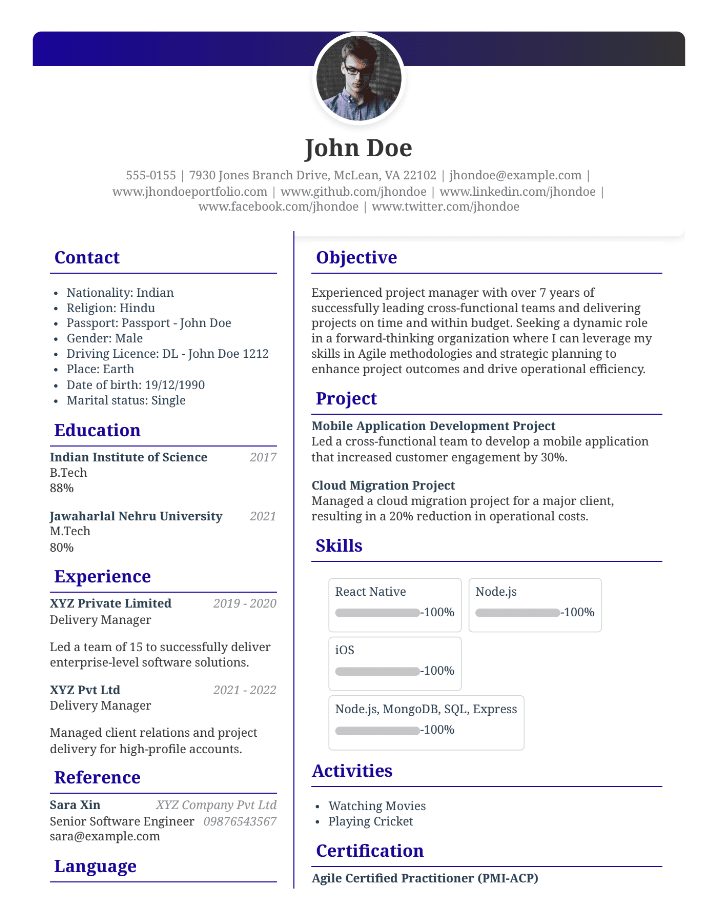 John Doe
555-0155 | 7930 Jones Branch Drive, McLean, VA 22102 | jhondoe@example.com |
www.jhondoeportfolio.com | www.github.com/jhondoe | www.linkedin.com/jhondoe |
www.facebook.com/jhondoe | www.twitter.com/jhondoe
Contact
• Nationality: Indian
• Religion: Hindu
• Passport: Passport - John Doe
• Gender: Male
• Driving Licence: DL - John Doe 1212
• Place: Earth
• Date of birth: 19/12/1990
• Marital status: Single
Education
Indian Institute of Science 2017
B.Tech
88%
Jawaharlal Nehru University 2021
M.Tech
80%
Experience
XYZ Private Limited 2019 - 2020
Delivery Manager
Led a team of 15 to successfully deliver
enterprise-level software solutions.
XYZ Pvt Ltd 2021 - 2022
Delivery Manager
Managed client relations and project
delivery for high-profile accounts.
Reference
Sara Xin XYZ Company Pvt Ltd
Senior Software Engineer 09876543567
sara@example.com
Language
Objective
Experienced project manager with over 7 years of
successfully leading cross-functional teams and delivering
projects on time and within budget. Seeking a dynamic role
in a forward-thinking organization where I can leverage my
skills in Agile methodologies and strategic planning to
enhance project outcomes and drive operational efficiency.
Project
Mobile Application Development Project
Led a cross-functional team to develop a mobile application
that increased customer engagement by 30%.
Cloud Migration Project
Managed a cloud migration project for a major client,
resulting in a 20% reduction in operational costs.
Skills
React Native
-100%
Node.js
-100%
iOS
-100%
Node.js, MongoDB, SQL, Express
-100%
Activities
• Watching Movies
• Playing Cricket
Certification
Agile Certified Practitioner (PMI-ACP)